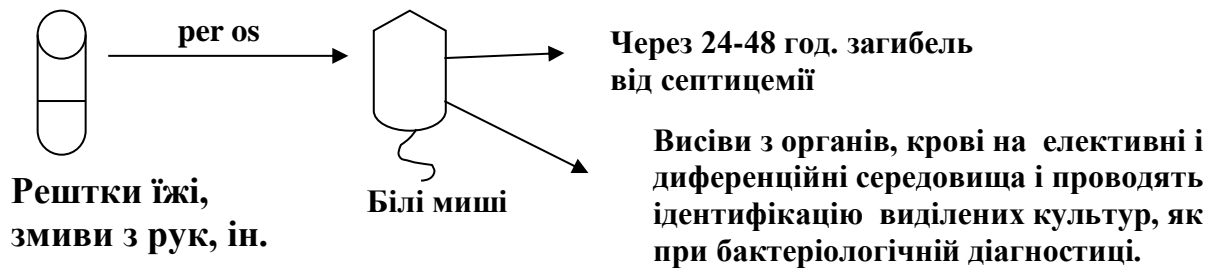 per os
Через 24-48 год. загибель
від септицемії
Висіви з органів, крові на елективні і
диференційні середовища і проводять
ідентифікацію виділених культур, як
при бактеріологічній діагностиці.
Рештки їжі,
змиви з рук, ін.
Білі миші